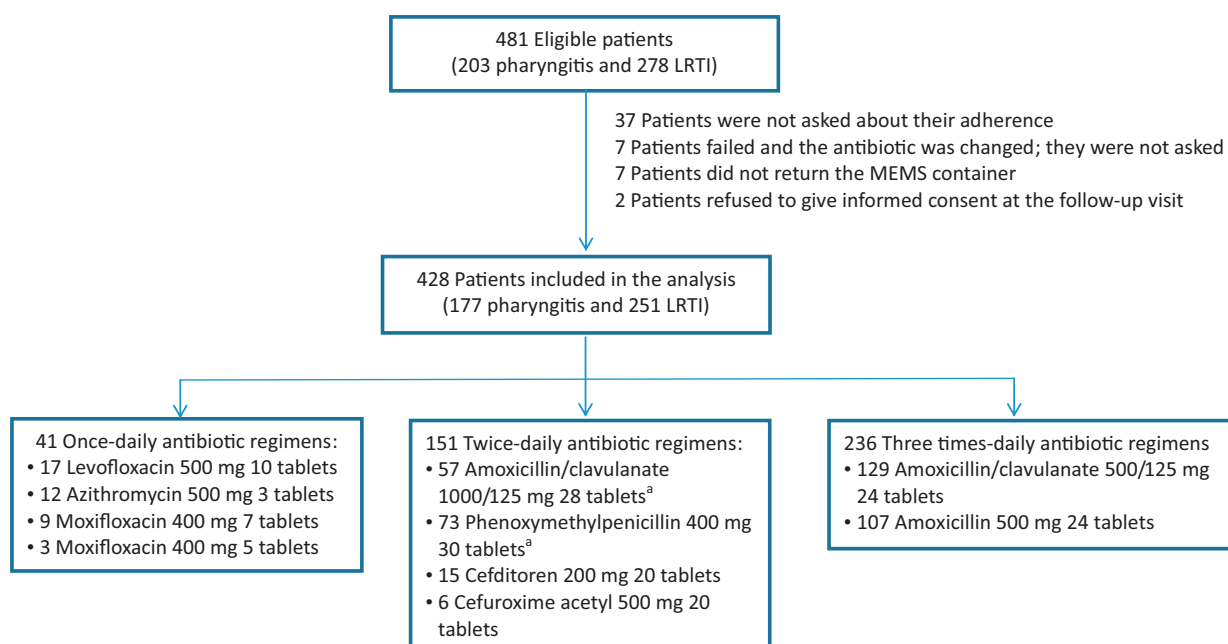 481 Eligible patients
(203 pharyngitis and 278 LRTI)
37 Patients were not asked about their adherence
7 Patients failed and the antibiotic was changed; they were not asked
7 Patients did not return the MEMS container
2 Patients refused to give informed consent at the follow-up visit
428 Patients included in the analysis
(177 pharyngitis and 251 LRTI)
41 Once-daily antibiotic regimens:
• 17 Levofloxacin 500 mg 10 tablets
• 12 Azithromycin 500 mg 3 tablets
• 9 Moxifloxacin 400 mg 7 tablets
• 3 Moxifloxacin 400 mg 5 tablets
151 Twice-daily antibiotic regimens:
• 57 Amoxicillin/clavulanate
1000/125 mg 28 tabletsᵃ
• 73 Phenoxymethylpenicillin 400 mg
30 tabletsᵃ
• 15 Cefditoren 200 mg 20 tablets
• 6 Cefuroxime acetyl 500 mg 20
tablets
236 Three times-daily antibiotic regimens
• 129 Amoxicillin/clavulanate 500/125 mg
24 tablets
• 107 Amoxicillin 500 mg 24 tablets